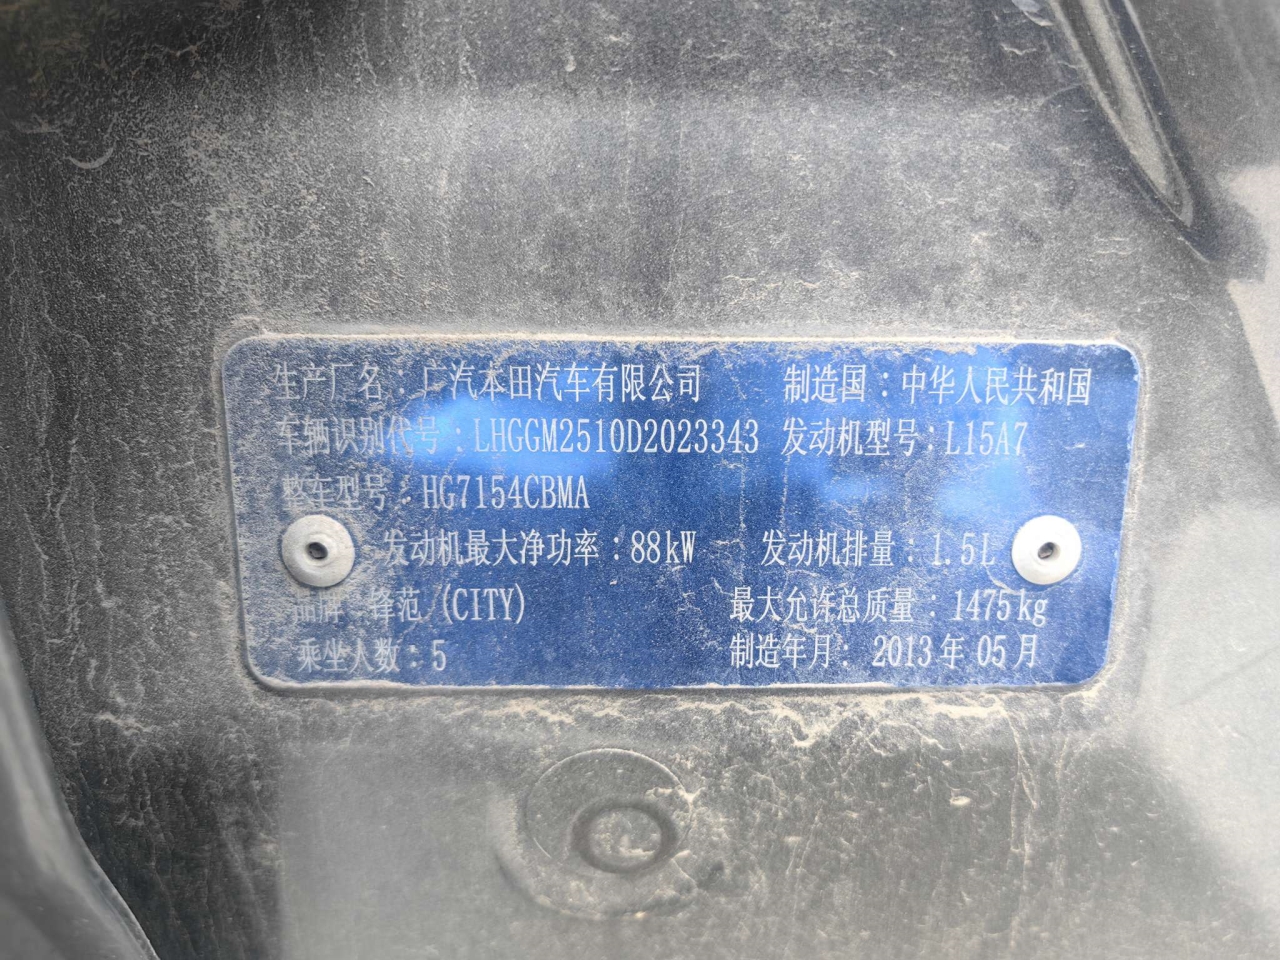 生产厂名：广汽本田汽车有限公司 制造国：中华人民共和国
车辆识别代号：LHGGM2510D2023343 发动机型号：L15A7
整车型号：HG7154CBMA
发动机最大净功率：88kW 发动机排量：1.5L
品牌 锋范 (CITY) 最大允许总质量：1475kg
乘坐人数：5 制造年月：2013年05月